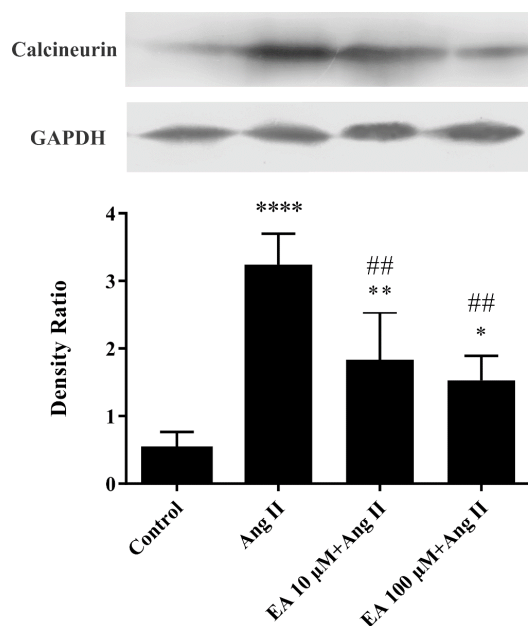 Calcineurin
GAPDH
Density Ratio
4
3
2
1
0
****
##
**
##
*
Control
Ang II
EA 10 µM+Ang II
EA 100 µM+Ang II